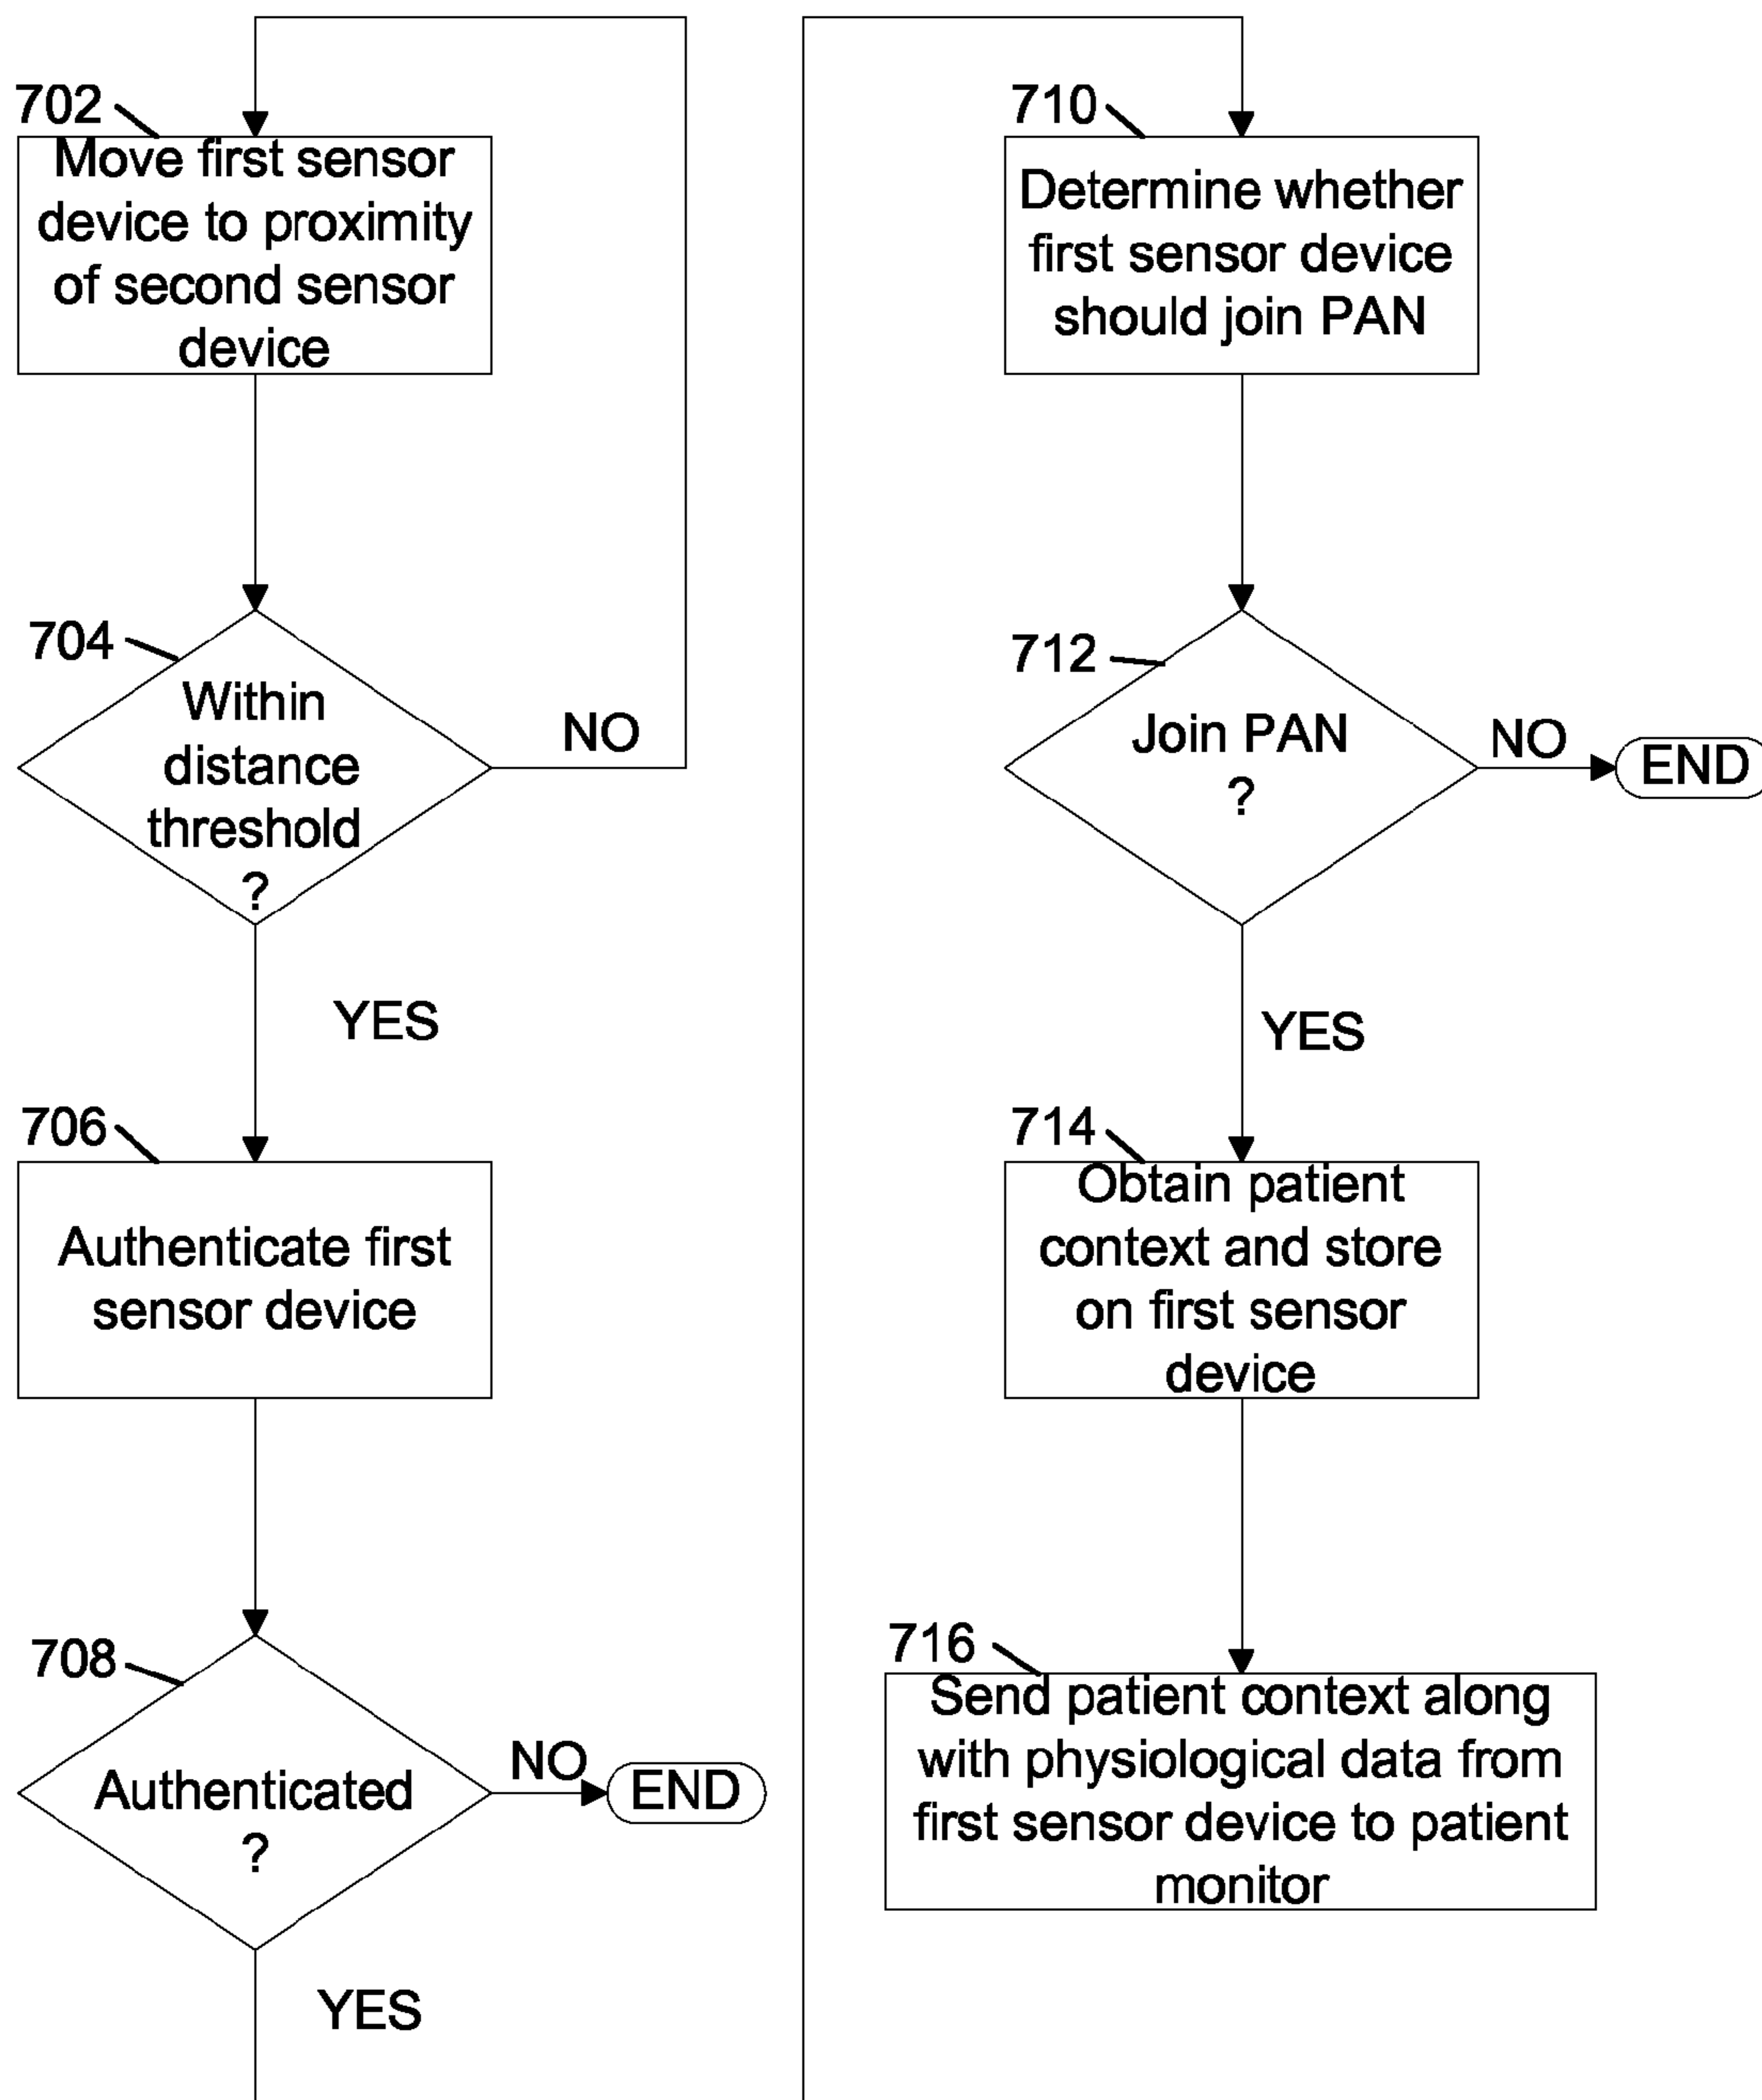 702
Move first sensor
device to proximity
of second sensor
device
704
Within
distance
threshold
?
NO
YES
706
Authenticate first
sensor device
708
Authenticated
?
NO
END
YES
710
Determine whether
first sensor device
should join PAN
712
Join PAN
?
NO
END
YES
714
Obtain patient
context and store
on first sensor
device
716
Send patient context along
with physiological data from
first sensor device to patient
monitor